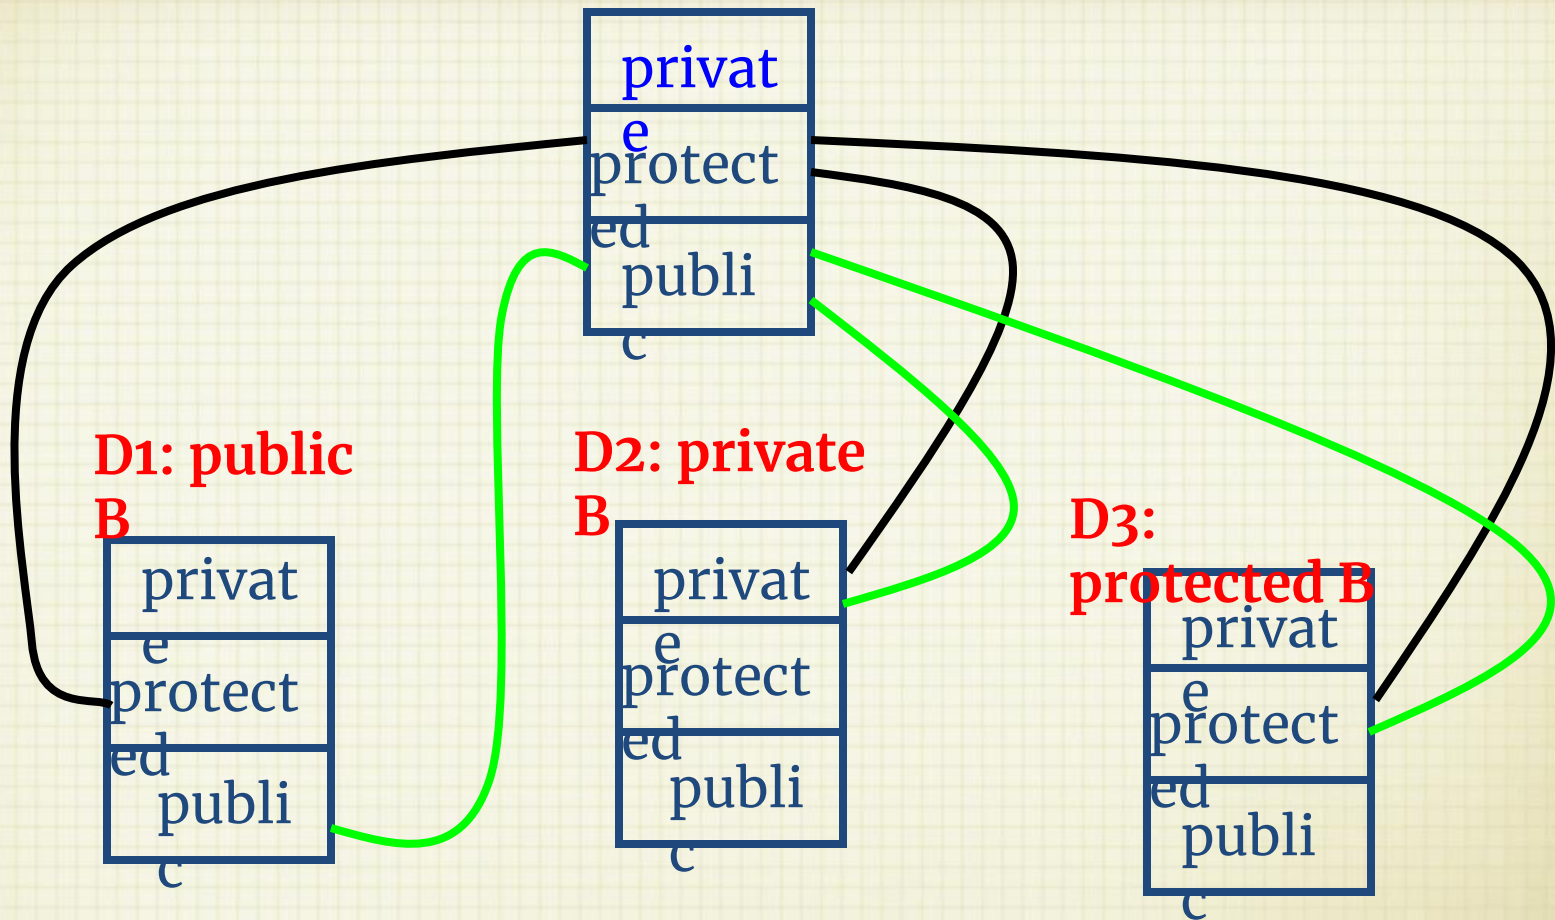 privat
e
protect
ed
publi
c
D1: public
B
privat
e
protect
ed
publi
c
D2: private
B
privat
e
protect
ed
publi
c
D3:
protected B
privat
e
protect
ed
publi
c